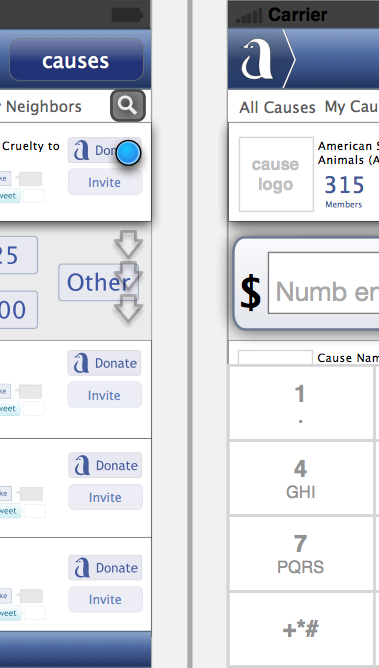 causes
Neighbors
Cruelty to
Donate
Invite
ke
weet
25
Other
00
Donate
Invite
ke
weet
Donate
Invite
ke
weet
Donate
Invite
ke
weet
Carrier
a
All Causes My Cau
cause
logo
American S
Animals (A
315
Members
$ Numb en
Cause Nam
1
.
4
GHI
7
PQRS
+*#